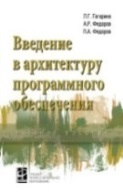 Л.Г. Гагарина
А.Р. Федоров
П.А. Федоров
Введение
в архитектуру
программного
обеспечения